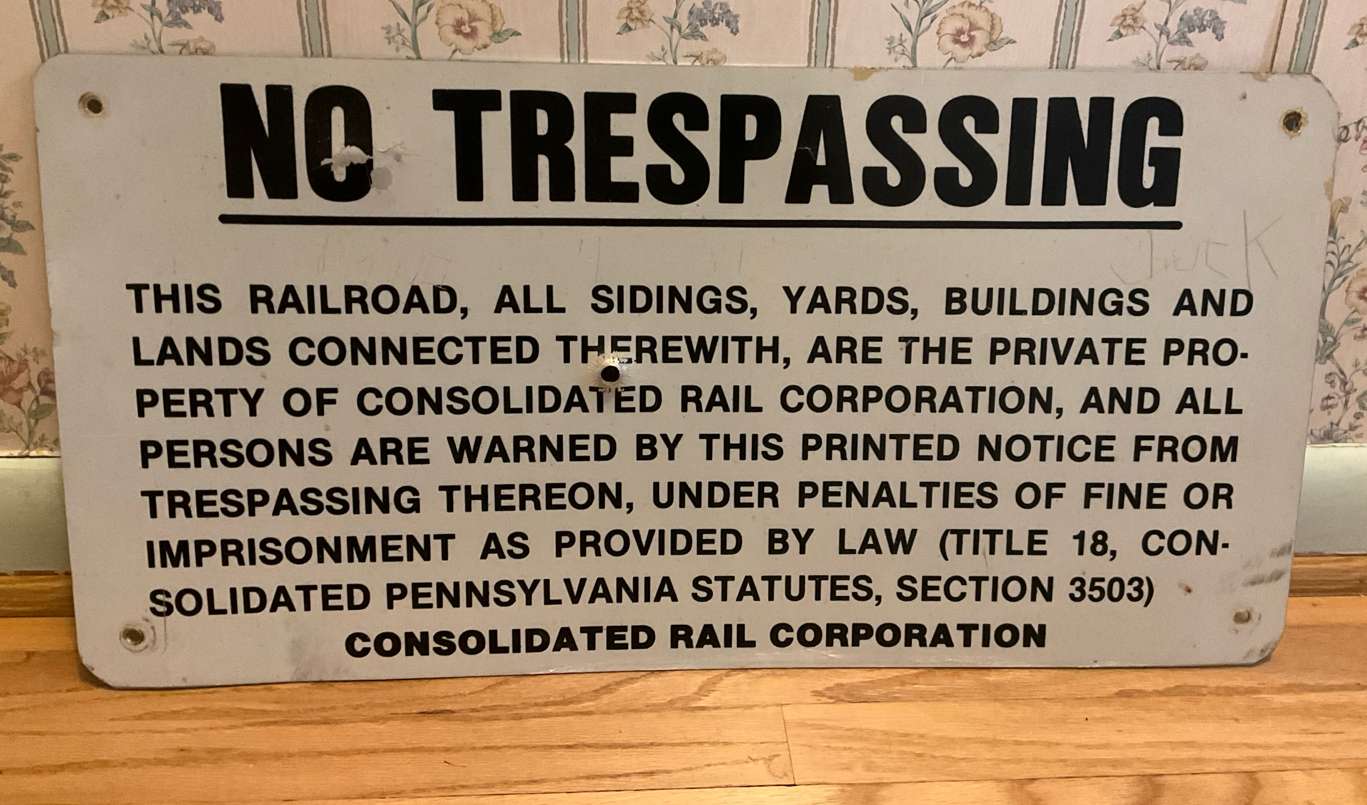 NO TRESPASSING
Jack
THIS RAILROAD, ALL SIDINGS, YARDS, BUILDINGS AND
LANDS CONNECTED THEREWITH, ARE THE PRIVATE PRO-
PERTY OF CONSOLIDATED RAIL CORPORATION, AND ALL
PERSONS ARE WARNED BY THIS PRINTED NOTICE FROM
TRESPASSING THEREON, UNDER PENALTIES OF FINE OR
IMPRISONMENT AS PROVIDED BY LAW (TITLE 18, CON-
SOLIDATED PENNSYLVANIA STATUTES, SECTION 3503)
CONSOLIDATED RAIL CORPORATION